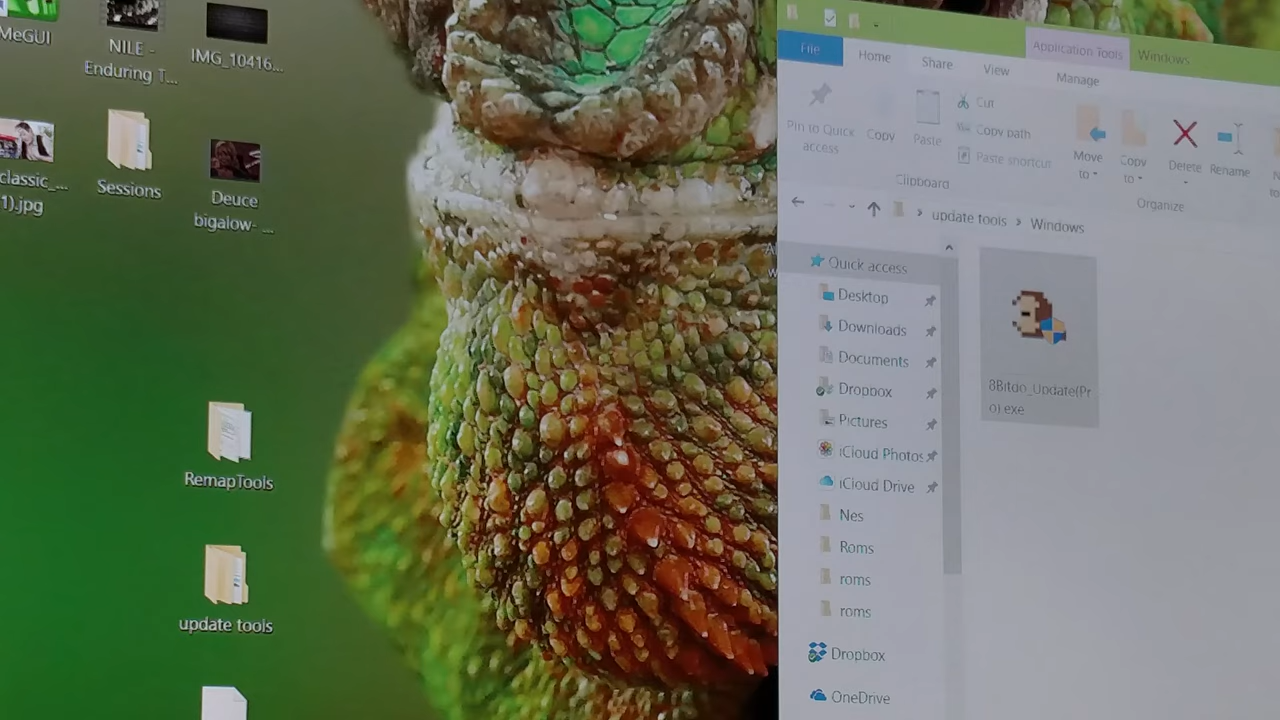 MeGUI
NILE -
Enduring T...
IMG_10416...
classic_...
1).jpg
Sessions
Deuce
bigalow- ...
RemapTools
update tools
Application Tools
Windows
File
Home
Share
View
Manage
Pin to Quick
access
Copy
Paste
Cut
Copy path
Paste shortcut
Clipboard
Move
to
Copy
to
Delete
Rename
Organize
update tools > Windows
Quick access
Desktop
Downloads
Documents
Dropbox
Pictures
iCloud Photos
iCloud Drive
Nes
Roms
roms
roms
Dropbox
OneDrive
8Bitdo_Update(Pr
o).exe